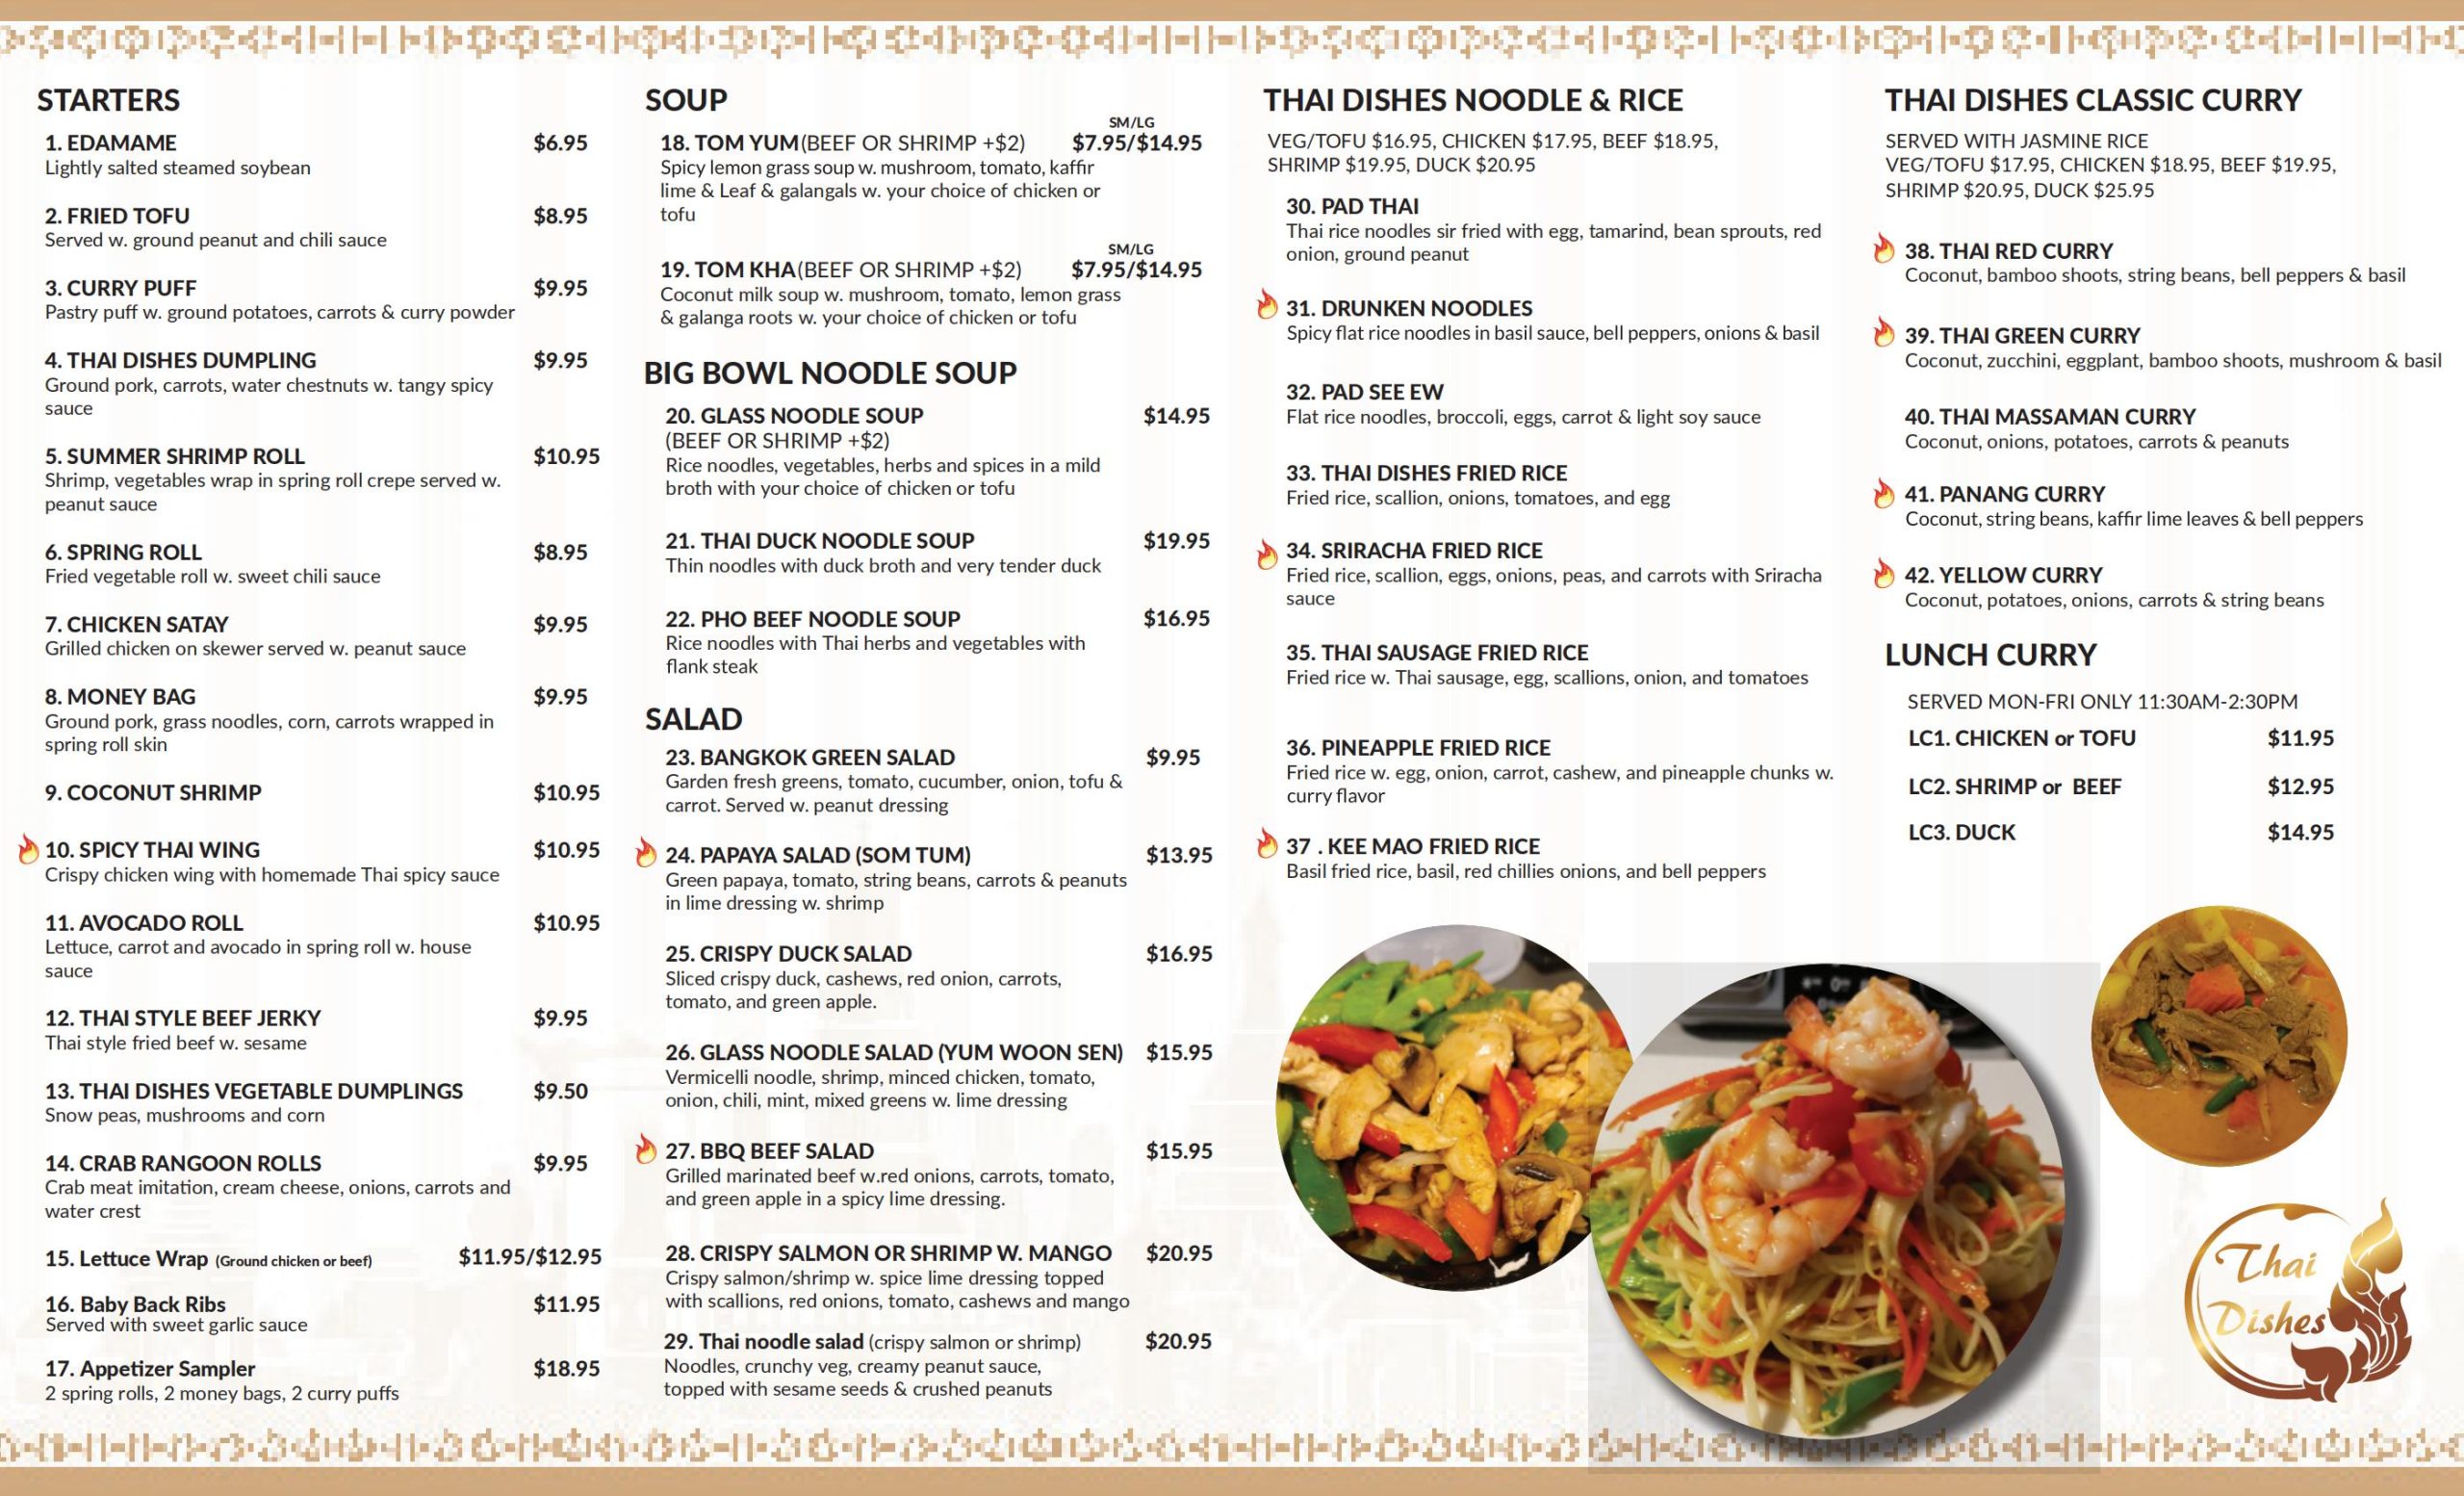 STARTERS
1. EDAMAME $6.95
Lightly salted steamed soybean
2. FRIED TOFU $8.95
Served w. ground peanut and chili sauce
3. CURRY PUFF $9.95
Pastry puff w. ground potatoes, carrots & curry powder
4. THAI DISHES DUMPLING $9.95
Ground pork, carrots, water chestnuts w. tangy spicy
sauce
5. SUMMER SHRIMP ROLL $10.95
Shrimp, vegetables wrap in spring roll crepe served w.
peanut sauce
6. SPRING ROLL $8.95
Fried vegetable roll w. sweet chili sauce
7. CHICKEN SATAY $9.95
Grilled chicken on skewer served w. peanut sauce
8. MONEY BAG $9.95
Ground pork, grass noodles, corn, carrots wrapped in
spring roll skin
9. COCONUT SHRIMP $10.95
10. SPICY THAI WING $10.95
Crispy chicken wing with homemade Thai spicy sauce
11. AVOCADO ROLL $10.95
Lettuce, carrot and avocado in spring roll w. house
sauce
12. THAI STYLE BEEF JERKY $9.95
Thai style fried beef w. sesame
13. THAI DISHES VEGETABLE DUMPLINGS $9.50
Snow peas, mushrooms and corn
14. CRAB RANGOON ROLLS $9.95
Crab meat imitation, cream cheese, onions, carrots and
water crest
15. Lettuce Wrap (Ground chicken or beef) $11.95/$12.95
16. Baby Back Ribs $11.95
Served with sweet garlic sauce
17. Appetizer Sampler $18.95
2 spring rolls, 2 money bags, 2 curry puffs
SOUP
SM/LG
18. TOM YUM(BEEF OR SHRIMP +$2) $7.95/$14.95
Spicy lemon grass soup w. mushroom, tomato, kaffir
lime & Leaf & galangals w. your choice of chicken or
tofu
SM/LG
19. TOM KHA(BEEF OR SHRIMP +$2) $7.95/$14.95
Coconut milk soup w. mushroom, tomato, lemon grass
& galanga roots w. your choice of chicken or tofu
BIG BOWL NOODLE SOUP
20. GLASS NOODLE SOUP $14.95
(BEEF OR SHRIMP +$2)
Rice noodles, vegetables, herbs and spices in a mild
broth with your choice of chicken or tofu
21. THAI DUCK NOODLE SOUP $19.95
Thin noodles with duck broth and very tender duck
22. PHO BEEF NOODLE SOUP $16.95
Rice noodles with Thai herbs and vegetables with
flank steak
SALAD
23. BANGKOK GREEN SALAD $9.95
Garden fresh greens, tomato, cucumber, onion, tofu &
carrot. Served w. peanut dressing
24. PAPAYA SALAD (SOM TUM) $13.95
Green papaya, tomato, string beans, carrots & peanuts
in lime dressing w. shrimp
25. CRISPY DUCK SALAD $16.95
Sliced crispy duck, cashews, red onion, carrots,
tomato, and green apple.
26. GLASS NOODLE SALAD (YUM WOON SEN) $15.95
Vermicelli noodle, shrimp, minced chicken, tomato,
onion, chili, mint, mixed greens w. lime dressing
27. BBQ BEEF SALAD $15.95
Grilled marinated beef w.red onions, carrots, tomato,
and green apple in a spicy lime dressing.
28. CRISPY SALMON OR SHRIMP W. MANGO $20.95
Crispy salmon/shrimp w. spice lime dressing topped
with scallions, red onions, tomato, cashews and mango
29. Thai noodle salad (crispy salmon or shrimp) $20.95
Noodles, crunchy veg, creamy peanut sauce,
topped with sesame seeds & crushed peanuts
THAI DISHES NOODLE & RICE
VEG/TOFU $16.95, CHICKEN $17.95, BEEF $18.95,
SHRIMP $19.95, DUCK $20.95
30. PAD THAI
Thai rice noodles sir fried with egg, tamarind, bean sprouts, red
onion, ground peanut
31. DRUNKEN NOODLES
Spicy flat rice noodles in basil sauce, bell peppers, onions & basil
32. PAD SEE EW
Flat rice noodles, broccoli, eggs, carrot & light soy sauce
33. THAI DISHES FRIED RICE
Fried rice, scallion, onions, tomatoes, and egg
34. SRIRACHA FRIED RICE
Fried rice, scallion, eggs, onions, peas, and carrots with Sriracha
sauce
35. THAI SAUSAGE FRIED RICE
Fried rice w. Thai sausage, egg, scallions, onion, and tomatoes
36. PINEAPPLE FRIED RICE
Fried rice w. egg, onion, carrot, cashew, and pineapple chunks w.
curry flavor
37 . KEE MAO FRIED RICE
Basil fried rice, basil, red chillies onions, and bell peppers
THAI DISHES CLASSIC CURRY
SERVED WITH JASMINE RICE
VEG/TOFU $17.95, CHICKEN $18.95, BEEF $19.95,
SHRIMP $20.95, DUCK $25.95
38. THAI RED CURRY
Coconut, bamboo shoots, string beans, bell peppers & basil
39. THAI GREEN CURRY
Coconut, zucchini, eggplant, bamboo shoots, mushroom & basil
40. THAI MASSAMAN CURRY
Coconut, onions, potatoes, carrots & peanuts
41. PANANG CURRY
Coconut, string beans, kaffir lime leaves & bell peppers
42. YELLOW CURRY
Coconut, potatoes, onions, carrots & string beans
LUNCH CURRY
SERVED MON-FRI ONLY 11:30AM-2:30PM
LC1. CHICKEN or TOFU $11.95
LC2. SHRIMP or BEEF $12.95
LC3. DUCK $14.95
Thai
Dishes